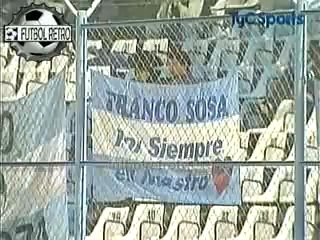 FUTBOL RETRO
TyC Sports
FRANCO SOSA
Por Siempre
en Nuestro